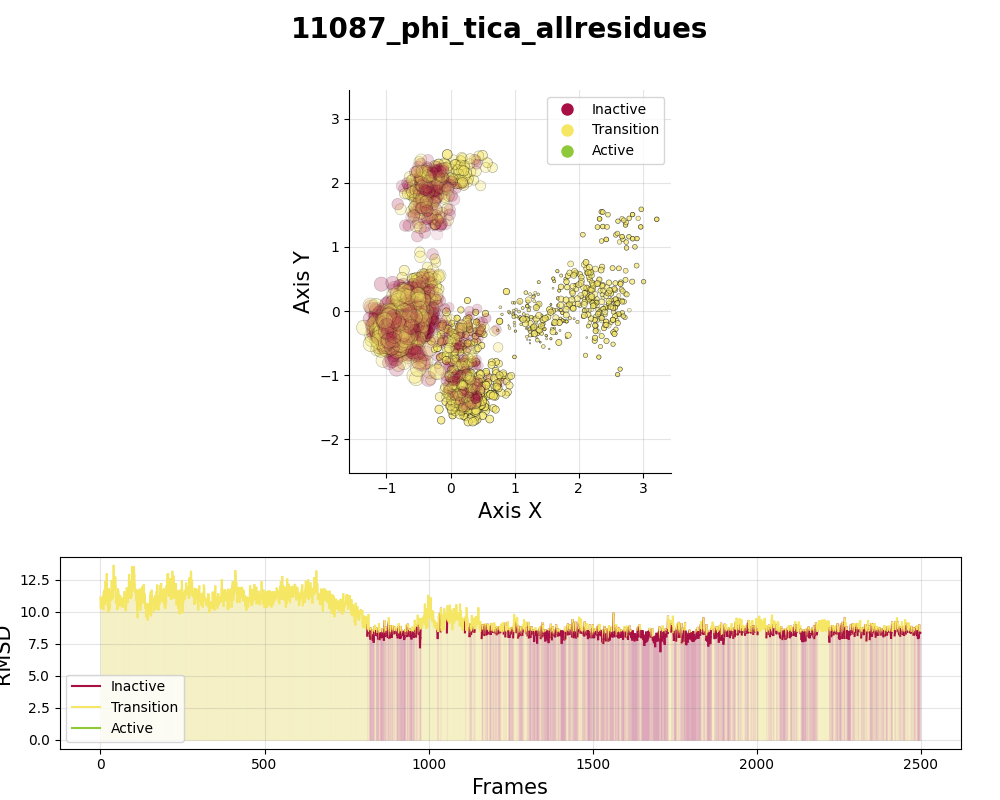 11087_phi_tica_allresidues
Inactive
Transition
Active
3
2
1
0
−1
−2
Axis Y
−1 0 1 2 3
Axis X
12.5
10.0
7.5
5.0
2.5
0.0
RMSD
Inactive
Transition
Active
0 500 1000 1500 2000 2500
Frames